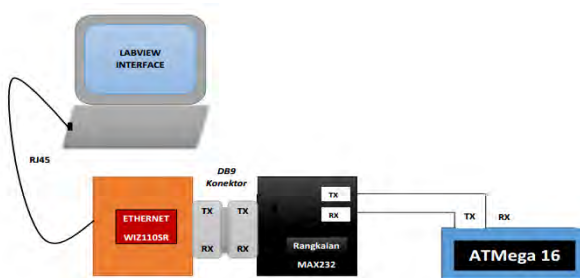 LABVIEW
INTERFACE
RJ45
DB9
Konektor
ETHERNET
WIZ110SR
TX
TX
RX
RX
TX
RX
Rangkaian
MAX232
TX
RX
ATMega 16